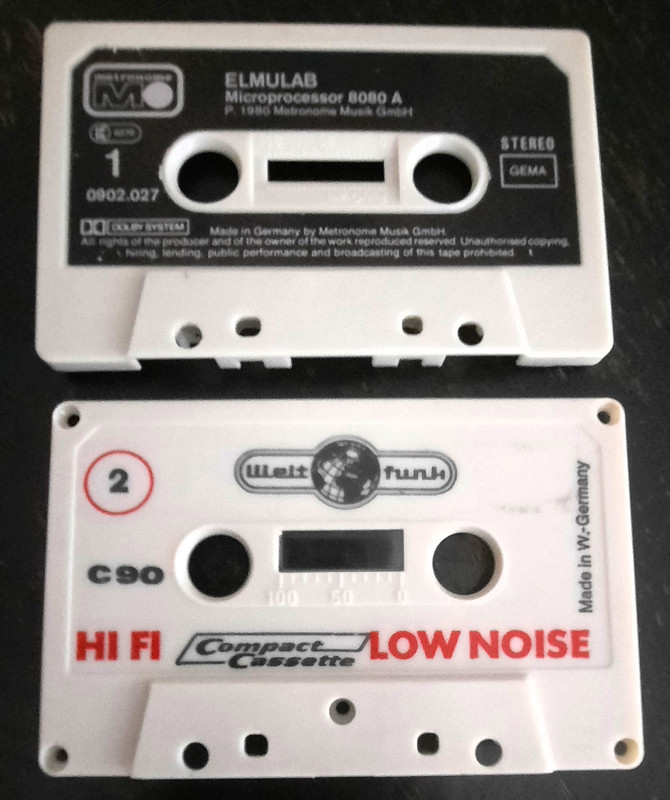 metronome
M
ELMULAB
Microprocessor 8080 A
P. 1980 Metronome Musik GmbH
1
0902.027
STEREO
GEMA
DOLBY SYSTEM
Made in Germany by Metronome Musik GmbH.
All rights of the producer and of the owner of the work reproduced reserved. Unauthorised copying,
hiring, lending, public performance and broadcasting of this tape prohibited.
2
Welt funk
C90
100 50 0
Made in W.-Germany
HI FI Compact Cassette LOW NOISE